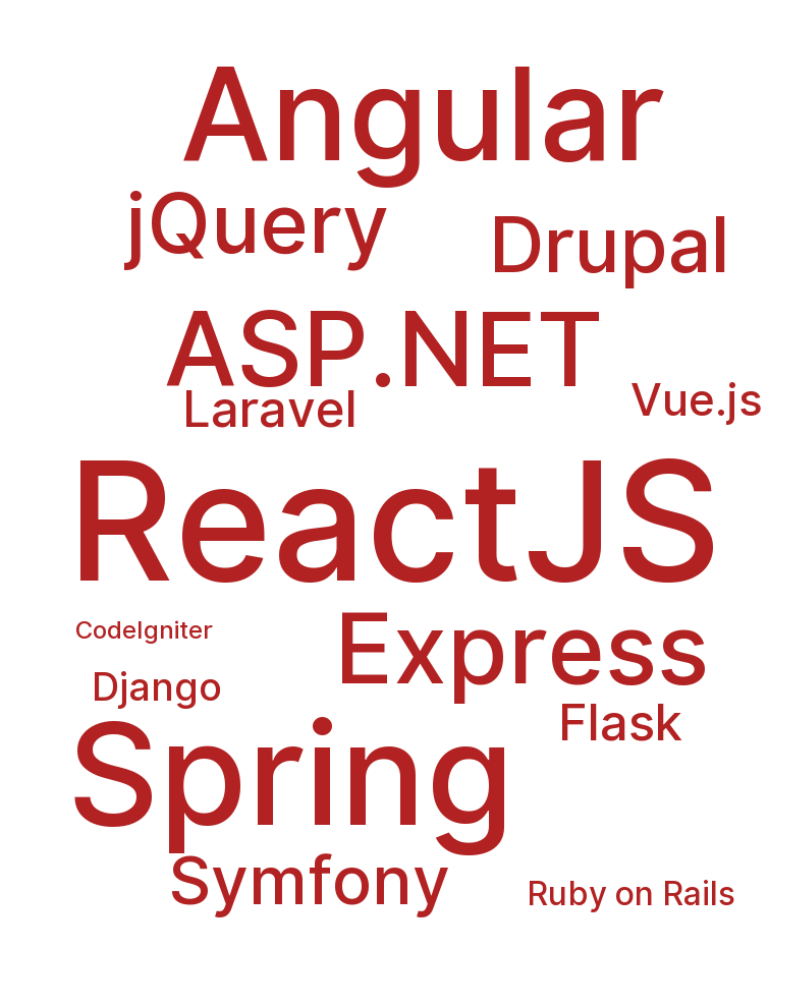 Angular
jQuery
Drupal
ASP.NET
Laravel
Vue.js
ReactJS
CodeIgniter
Express
Django
Flask
Spring
Symfony
Ruby on Rails